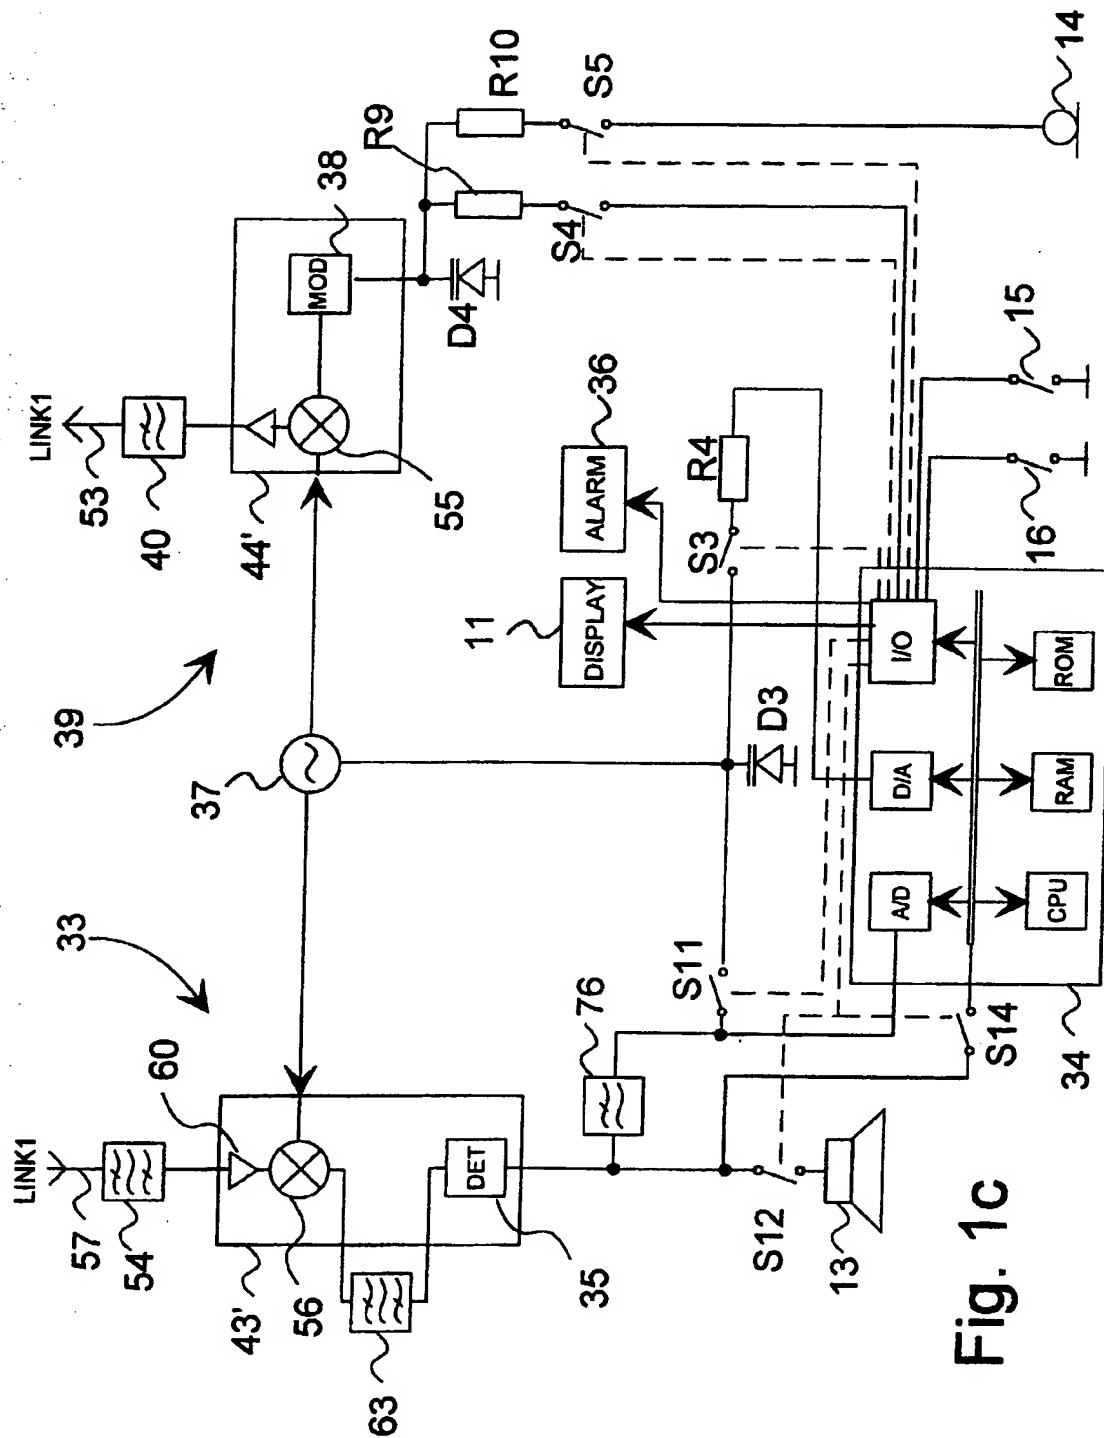 LINK1
57
54
60
33
43'
56
63
35
DET
76
S12
13
S11
S14
34
37
39
LINK1
53
40
44'
55
MOD
38
D4
R9
R10
S4
S5
14
11
DISPLAY
ALARM
36
S3
R4
D3
A/D
D/A
I/O
CPU
RAM
ROM
16
15
Fig. 1c